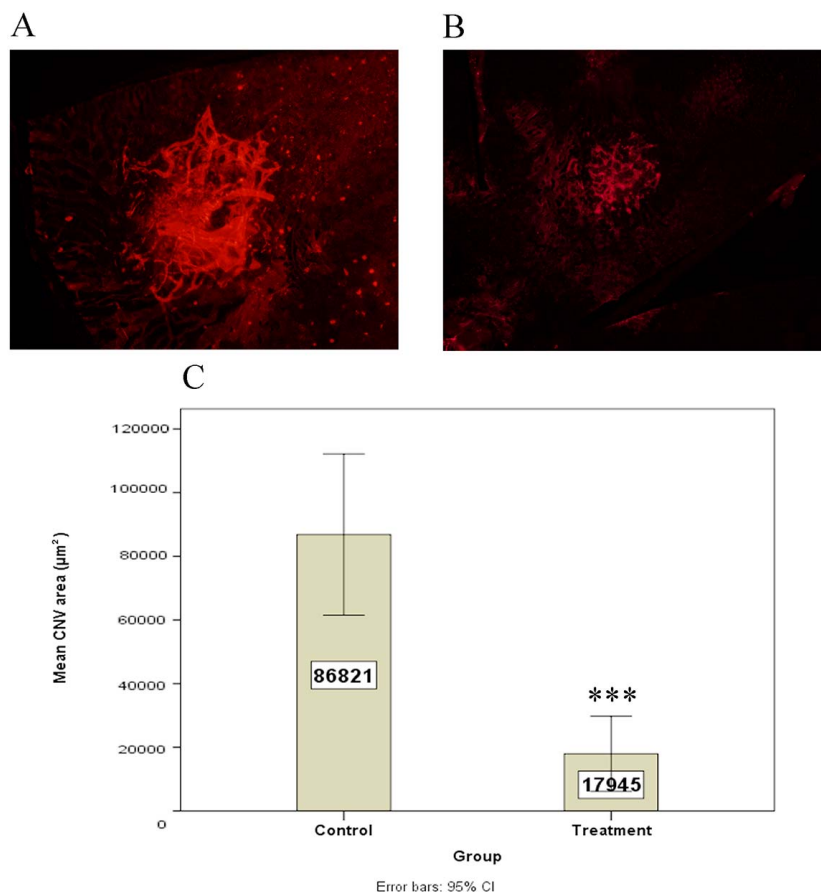 A
B
C
120000
100000
80000
60000
40000
20000
0
Mean CNV area (µm²)
86821
***
17945
Control
Treatment
Group
Error bars: 95% CI